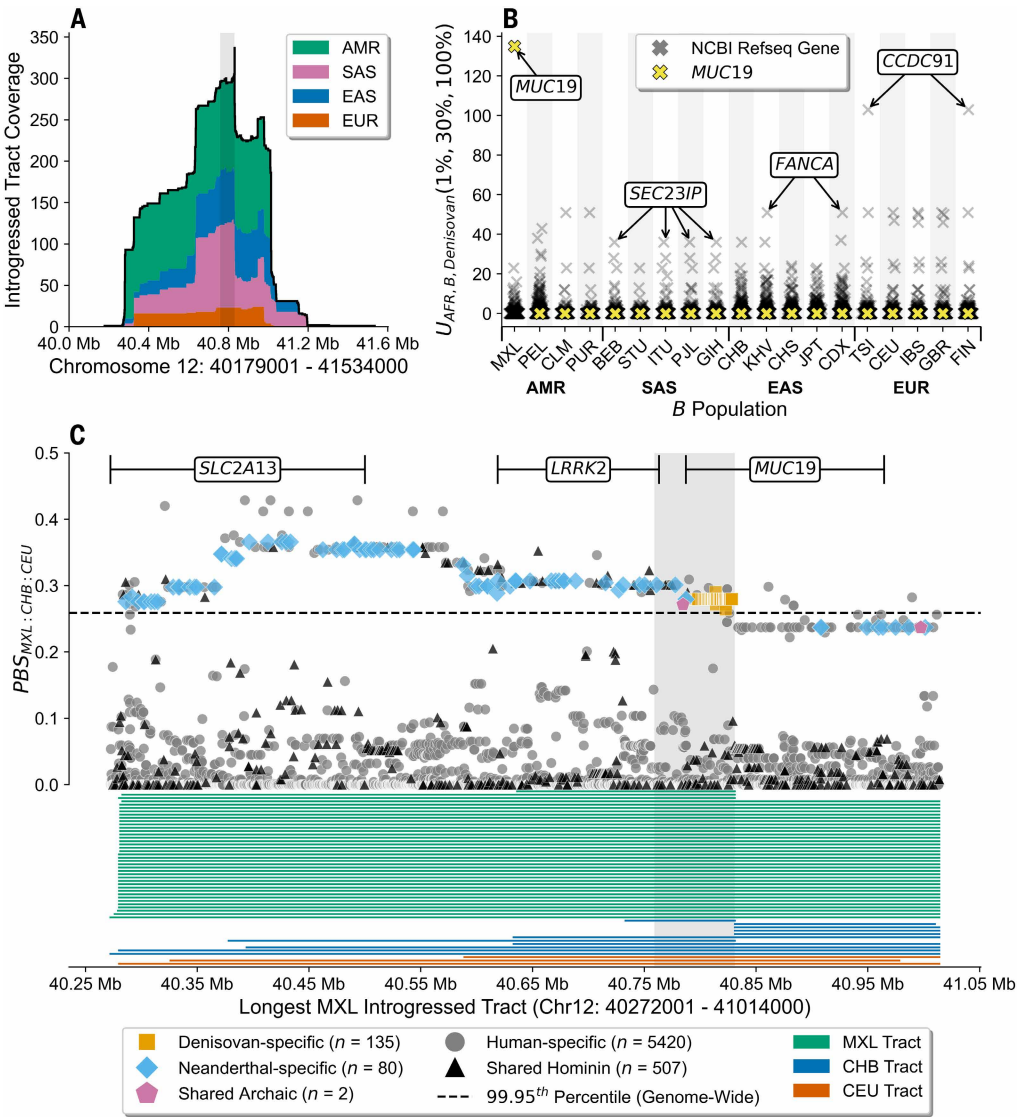 A
Introgressed Tract Coverage
350
300
250
200
150
100
50
0
AMR
SAS
EAS
EUR
40.0 Mb 40.4 Mb 40.8 Mb 41.2 Mb 41.6 Mb
Chromosome 12: 40179001 - 41534000
B
U_{AFR, B, Denisovan}(1%, 30%, 100%)
140
120
100
80
60
40
20
0
NCBI Refseq Gene
MUC19
MUC19
SEC23IP
FANCA
CCDC91
MXL PEL CLM PUR BEB STU ITU PJL GIH CHB KHV CHS JPT CDX TSI CEU IBS GBR FIN
AMR SAS EAS EUR
B Population
C
PBS_{MXL : CHB : CEU}
0.5
0.4
0.3
0.2
0.1
0.0
SLC2A13 LRRK2 MUC19
40.25 Mb 40.35 Mb 40.45 Mb 40.55 Mb 40.65 Mb 40.75 Mb 40.85 Mb 40.95 Mb 41.05 Mb
Longest MXL Introgressed Tract (Chr12: 40272001 - 41014000)
Denisovan-specific (n = 135)
Neanderthal-specific (n = 80)
Shared Archaic (n = 2)
Human-specific (n = 5420)
Shared Hominin (n = 507)
99.95^{th} Percentile (Genome-Wide)
MXL Tract
CHB Tract
CEU Tract